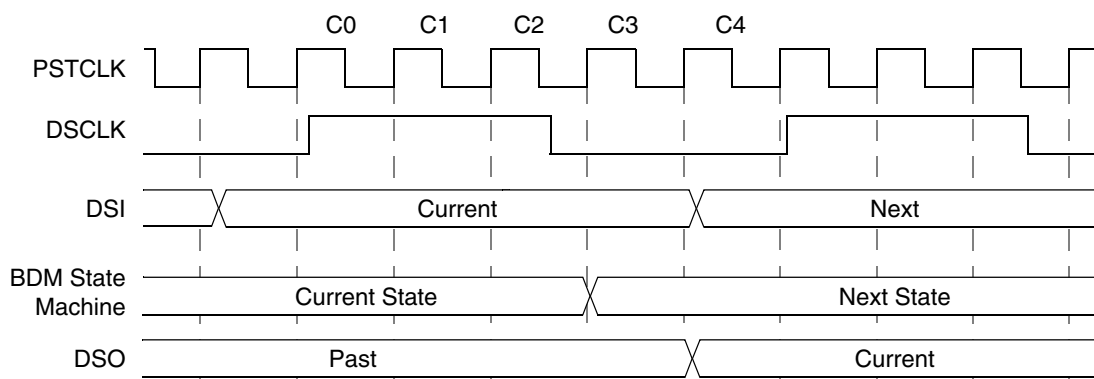 C0 C1 C2 C3 C4
PSTCLK
DSCLK
DSI Current Next
BDM State
Machine
Current State Next State
DSO Past Current